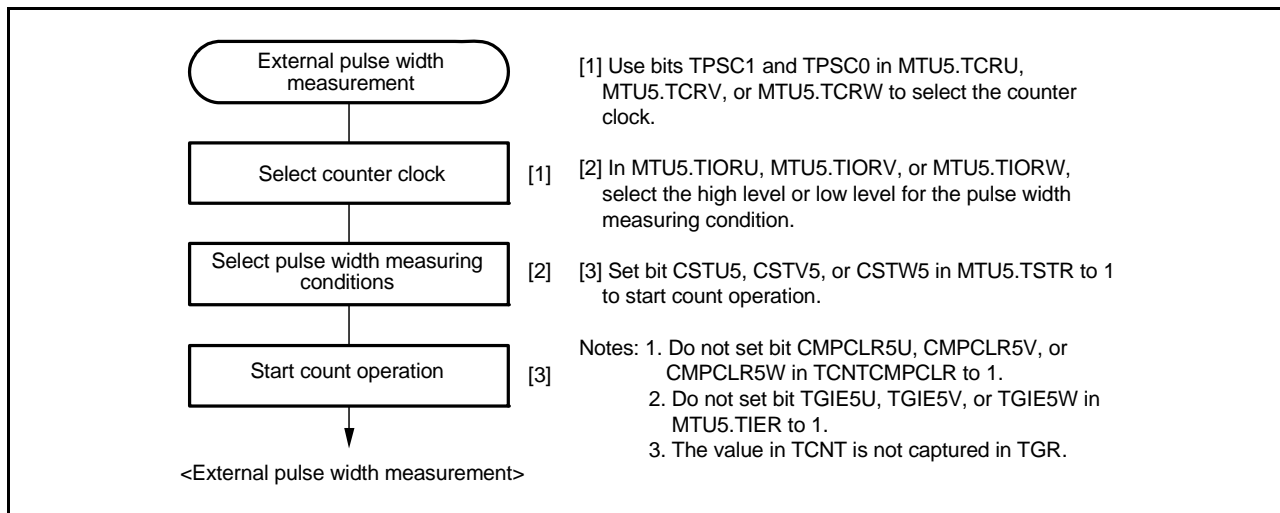 External pulse width
measurement
Select counter clock
[1]
Select pulse width measuring
conditions
[2]
Start count operation
[3]
<External pulse width measurement>
[1] Use bits TPSC1 and TPSC0 in MTU5.TCRU,
MTU5.TCRV, or MTU5.TCRW to select the counter
clock.
[2] In MTU5.TIORU, MTU5.TIORV, or MTU5.TIORW,
select the high level or low level for the pulse width
measuring condition.
[3] Set bit CSTU5, CSTV5, or CSTW5 in MTU5.TSTR to 1
to start count operation.
Notes: 1. Do not set bit CMPCLR5U, CMPCLR5V, or
CMPCLR5W in TCNTCMPCLR to 1.
2. Do not set bit TGIE5U, TGIE5V, or TGIE5W in
MTU5.TIER to 1.
3. The value in TCNT is not captured in TGR.